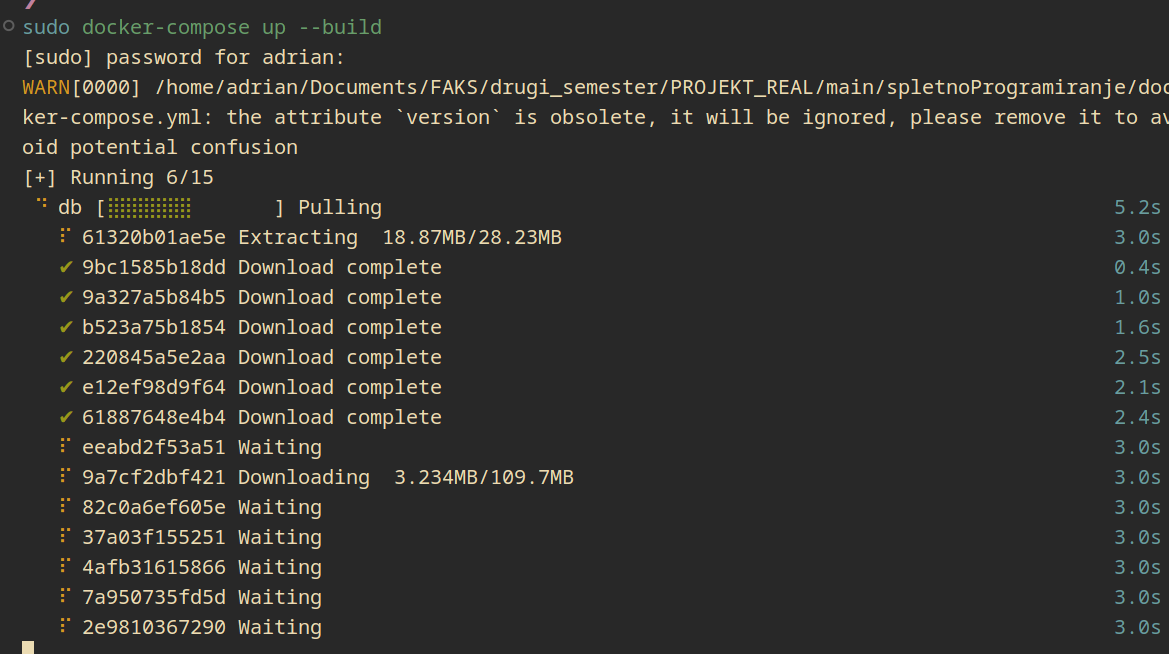 sudo docker-compose up --build
[sudo] password for adrian:
WARN[0000] /home/adrian/Documents/FAKS/drugi_semester/PROJEKT_REAL/main/spletnoProgramiranje/doc
ker-compose.yml: the attribute `version` is obsolete, it will be ignored, please remove it to av
oid potential confusion
[+] Running 6/15
db [⣿⣿⣿⣿⣿⣿⣿       ] Pulling 5.2s
61320b01ae5e Extracting 18.87MB/28.23MB 3.0s
✔ 9bc1585b18dd Download complete 0.4s
✔ 9a327a5b84b5 Download complete 1.0s
✔ b523a75b1854 Download complete 1.6s
✔ 220845a5e2aa Download complete 2.5s
✔ e12ef98d9f64 Download complete 2.1s
✔ 61887648e4b4 Download complete 2.4s
eeabd2f53a51 Waiting 3.0s
9a7cf2dbf421 Downloading 3.234MB/109.7MB 3.0s
82c0a6ef605e Waiting 3.0s
37a03f155251 Waiting 3.0s
4afb31615866 Waiting 3.0s
7a950735fd5d Waiting 3.0s
2e9810367290 Waiting 3.0s